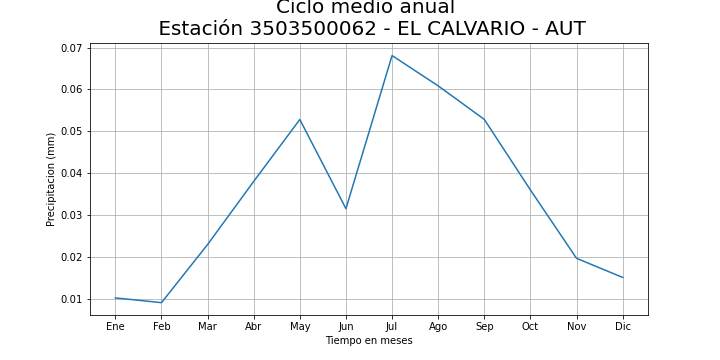 Ciclo medio anual
Estación 3503500062 - EL CALVARIO - AUT
0.07
0.06
0.05
0.04
0.03
0.02
0.01
Precipitacion (mm)
Ene Feb Mar Abr May Jun Jul Ago Sep Oct Nov Dic
Tiempo en meses